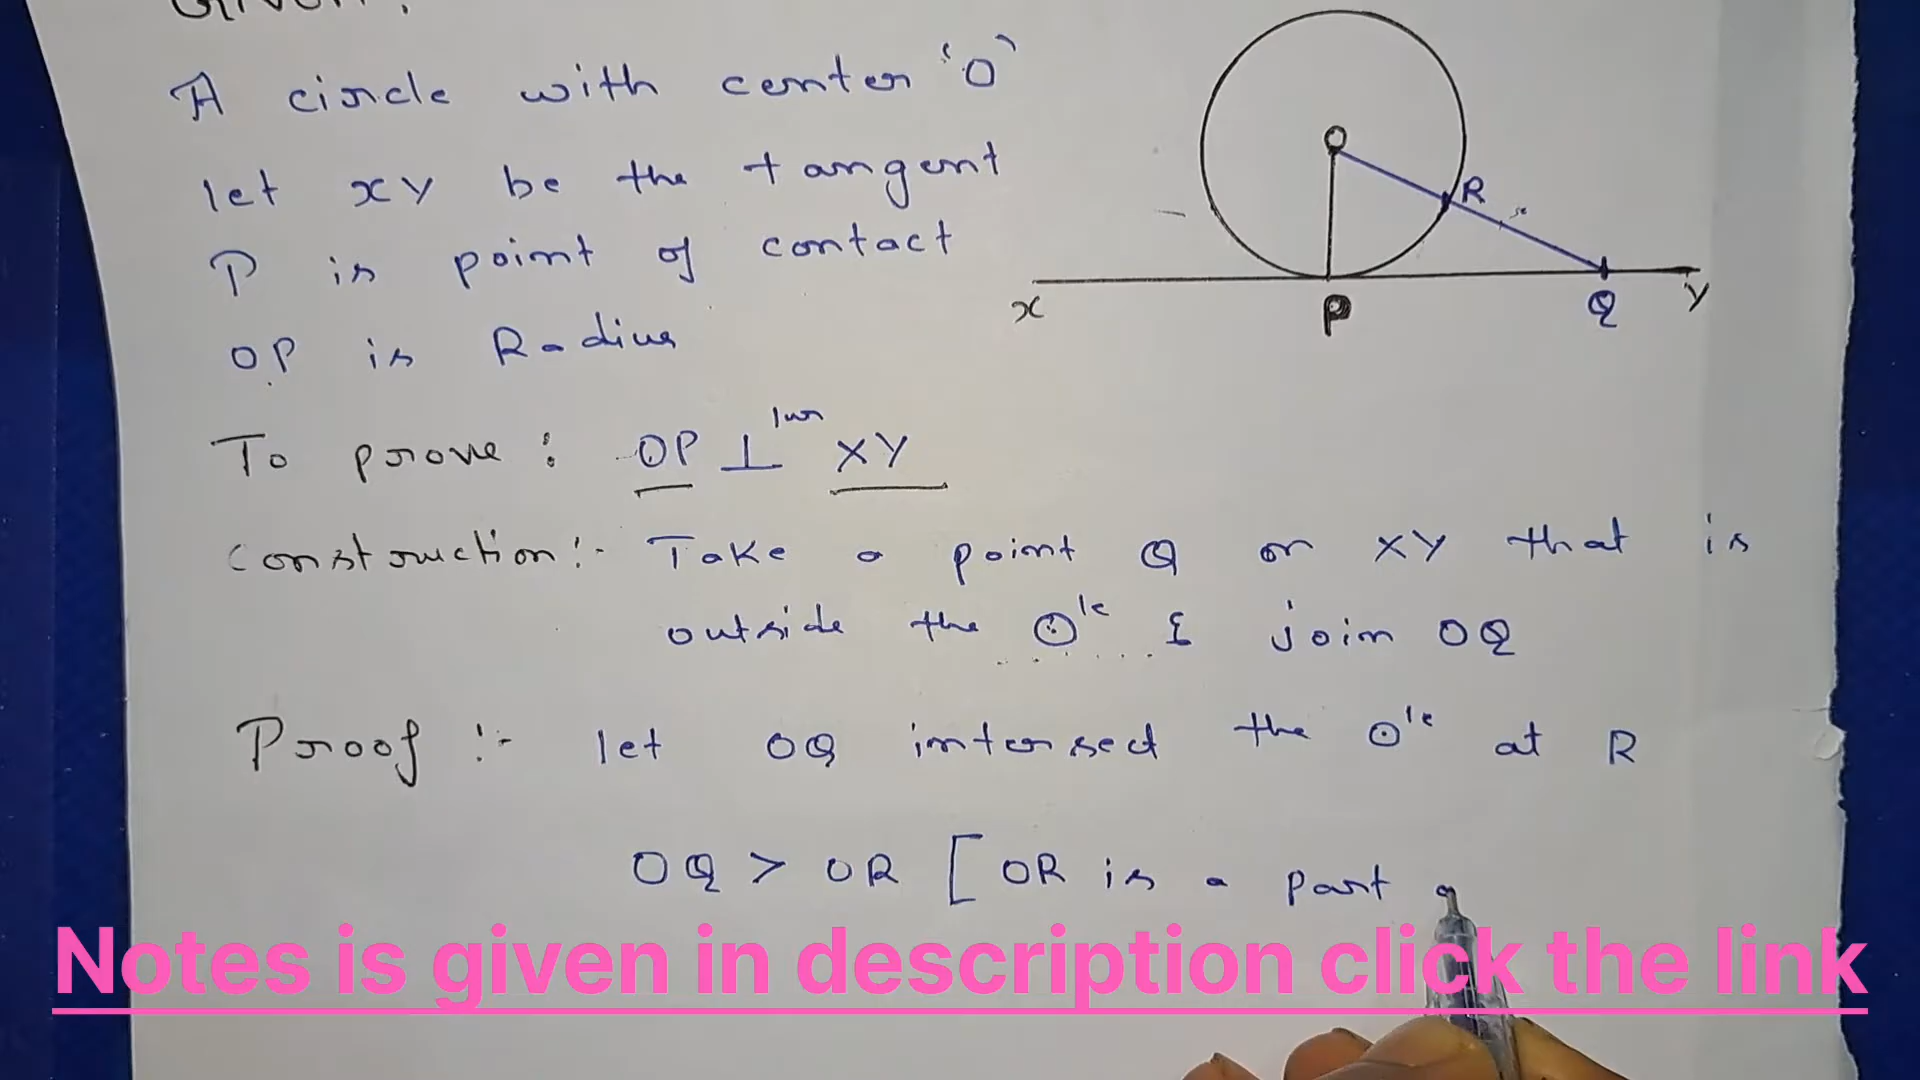 Given :
A circle with center 'O'
let XY be the tangent
P is point of contact
OP is Radius
O
R
X
P
Q
Y
To prove : OP ⊥lar XY
Construction :- Take a point Q on XY that is
outside the ⊙le & join OQ
Proof :- let OQ intersect the ⊙le at R
OQ > OR [OR is a part o
Notes is given in description click the link